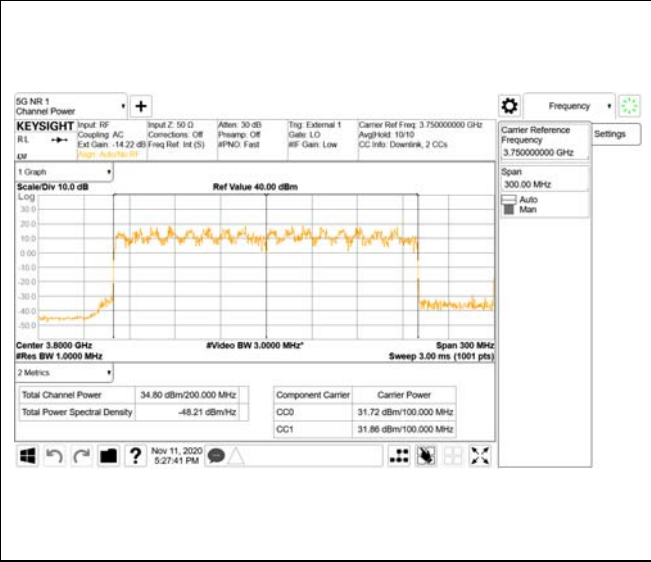 5G NR 1
Channel Power
Frequency
KEYSIGHT
RL
Input: RF
Coupling: AC
Ext Gain: -14.22 dB
Align: Auto/No RF
Input Z: 50 Ω
Corrections: Off
Freq Ref: Int (S)
Atten: 30 dB
Preamp: Off
#PNO: Fast
Trig: External 1
Gate: LO
#IF Gain: Low
Carrier Ref Freq: 3.750000000 GHz
Avg|Hold: 10/10
CC Info: Downlink, 2 CCs
Carrier Reference
Frequency
3.750000000 GHz
Settings
Span
300.00 MHz
Auto
Man
1 Graph
Scale/Div 10.0 dB
Ref Value 40.00 dBm
Log
30.0
20.0
10.0
0.00
-10.0
-20.0
-30.0
-40.0
-50.0
Center 3.8000 GHz
#Video BW 3.0000 MHz*
Span 300 MHz
#Res BW 1.0000 MHz
Sweep 3.00 ms (1001 pts)
2 Metrics
Total Channel Power
34.80 dBm/200.000 MHz
Total Power Spectral Density
-48.21 dBm/Hz
Component Carrier
Carrier Power
CC0
31.72 dBm/100.000 MHz
CC1
31.86 dBm/100.000 MHz
?
Nov 11, 2020
5:27:41 PM